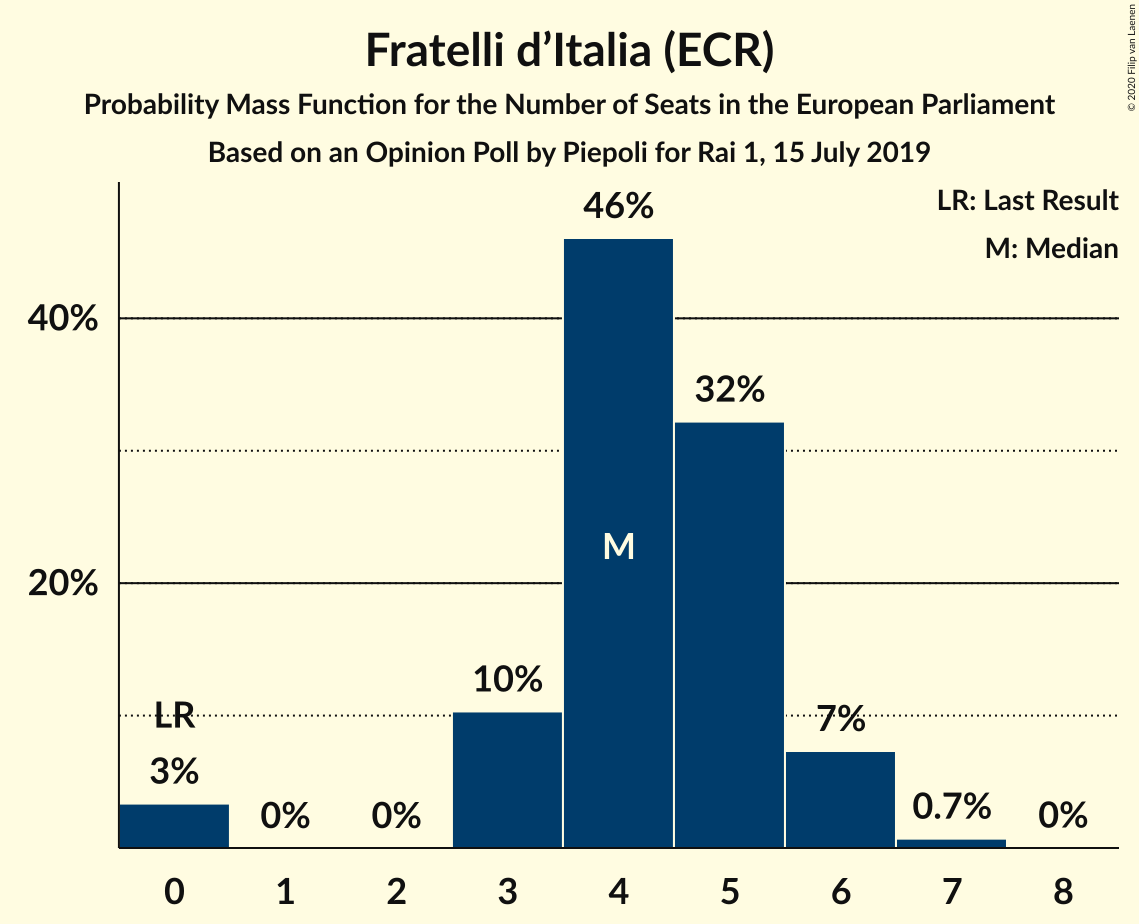 Fratelli d’Italia (ECR)
Probability Mass Function for the Number of Seats in the European Parliament
Based on an Opinion Poll by Piepoli for Rai 1, 15 July 2019
© 2020 Filip van Laenen
LR: Last Result
M: Median
46%
40%
32%
M
20%
10%
LR
7%
3%
0%
0%
0.7%
0%
0 1 2 3 4 5 6 7 8